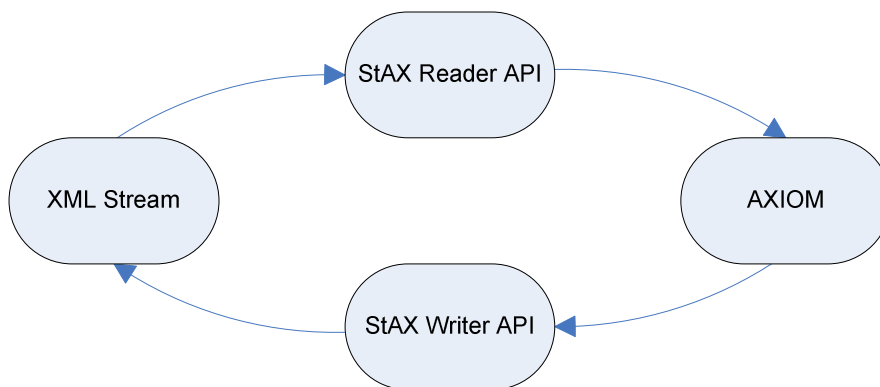 StAX Reader API
XML Stream
AXIOM
StAX Writer API